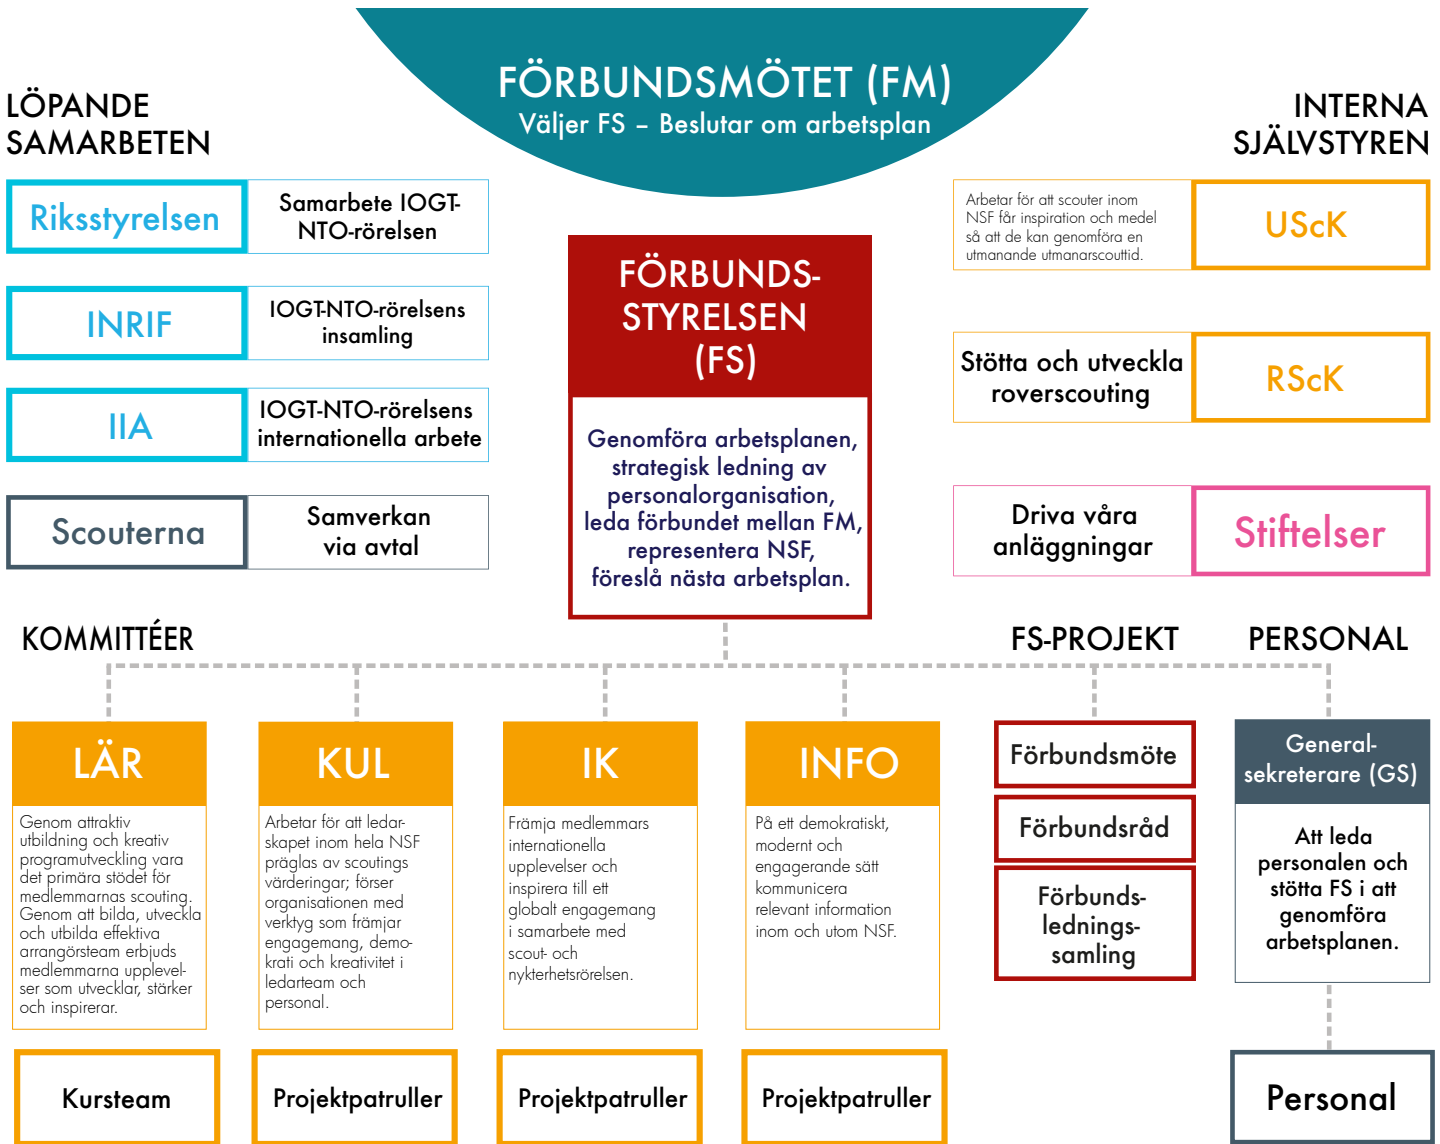 FÖRBUNDSMÖTET (FM)
Väljer FS – Beslutar om arbetsplan
LÖPANDE
SAMARBETEN
Riksstyrelsen
Samarbete IOGT-
NTO-rörelsen
INRIF
IOGT-NTO-rörelsens
insamling
IIA
IOGT-NTO-rörelsens
internationella arbete
Scouterna
Samverkan
via avtal
FÖRBUNDS-
STYRELSEN
(FS)
Genomföra arbetsplanen,
strategisk ledning av
personalorganisation,
leda förbundet mellan FM,
representera NSF,
föreslå nästa arbetsplan.
INTERNA
SJÄLVSTYREN
Arbetar för att scouter inom
NSF får inspiration och medel
så att de kan genomföra en
utmanande utmanarscouttid.
UScK
Stötta och utveckla
roverscouting
RScK
Driva våra
anläggningar
Stiftelser
KOMMITTÉER
LÄR
Genom attraktiv
utbildning och kreativ
programutveckling vara
det primära stödet för
medlemmarnas scouting.
Genom att bilda, utveckla
och utbilda effektiva
arrangörsteam erbjuds
medlemmarna upplevel-
ser som utvecklar, stärker
och inspirerar.
Kursteam
KUL
Arbetar för att ledar-
skapet inom hela NSF
präglas av scoutings
värderingar; förser
organisationen med
verktyg som främjar
engagemang, demo-
krati och kreativitet i
ledarteam och
personal.
Projektpatruller
IK
Främja medlemmars
internationella
upplevelser och
inspirera till ett
globalt engagemang
i samarbete med
scout- och
nykterhetsrörelsen.
Projektpatruller
INFO
På ett demokratiskt,
modernt och
engagerande sätt
kommunicera
relevant information
inom och utom NSF.
Projektpatruller
FS-PROJEKT
Förbundsmöte
Förbundsråd
Förbunds-
lednings-
samling
PERSONAL
General-
sekreterare (GS)
Att leda
personalen och
stötta FS i att
genomföra
arbetsplanen.
Personal